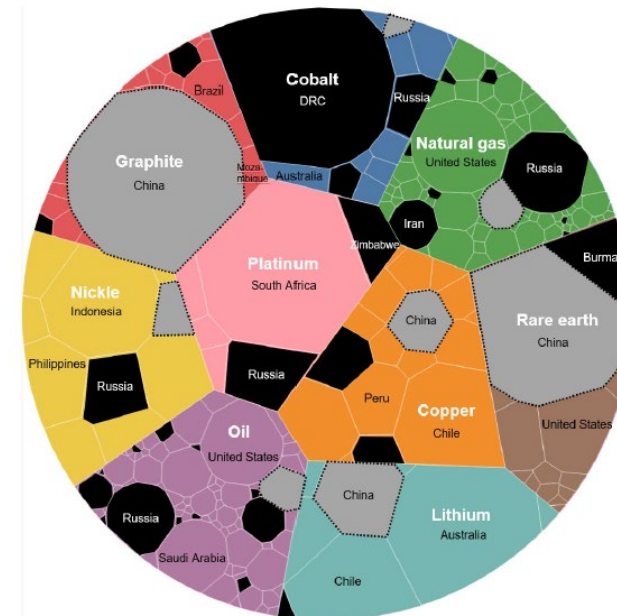 Cobalt
DRC
Brazil
Russia
Graphite
China
Natural gas
United States
Russia
Moza-
mbique
Australia
Iran
Zimbabwe
Burma
Platinum
South Africa
Nickle
Indonesia
China
Rare earth
China
Philippines
Russia
Russia
Peru
Copper
Chile
United States
Oil
United States
China
Lithium
Australia
Russia
Saudi Arabia
Chile